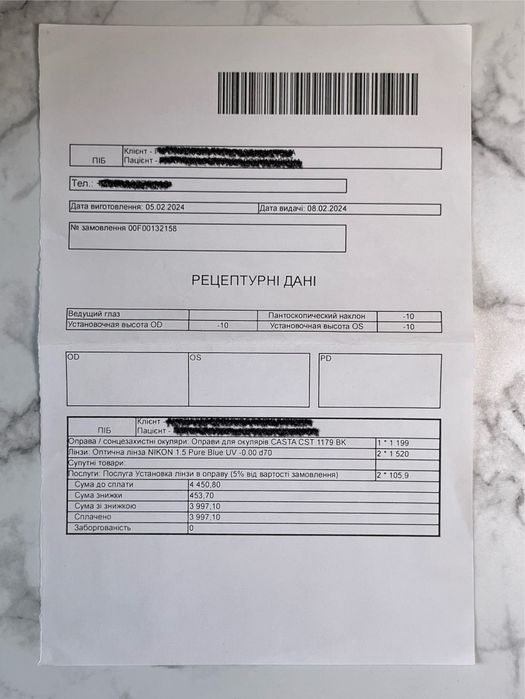 Клієнт -
ПІБ
Пацієнт -
Тел.:
Дата виготовлення: 05.02.2024 Дата видачі: 08.02.2024
№ замовлення 00F00132158
РЕЦЕПТУРНІ ДАНІ
Ведущий глаз Пантоскопический наклон -10
Установочная высота OD -10 Установочная высота OS -10
OD OS PD
Клієнт -
ПІБ
Пацієнт -
Оправа / сонцезахистні окуляри: Оправи для окулярів CASTA CST 1179 BK 1 * 1 199
Лінзи: Оптична лінза NIKON 1.5 Pure Blue UV -0.00 d70 2 * 1 520
Супутні товари:
Послуги: Послуга Установка лінзи в оправу (5% від вартості замовлення) 2 * 105,9
Сума до сплати 4 450,80
Сума знижки 453,70
Сума зі знижкою 3 997,10
Сплачено 3 997,10
Заборгованість 0